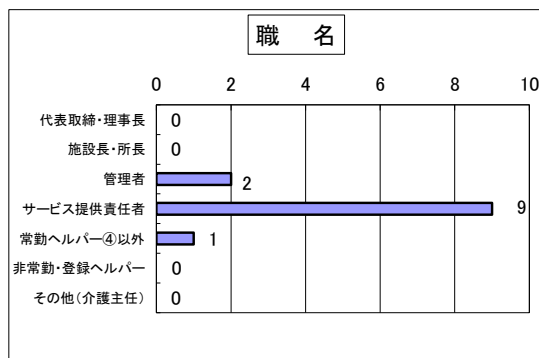 職 名
0 2 4 6 8 10
代表取締・理事長 0
施設長・所長 0
管理者 2
サービス提供責任者 9
常勤ヘルパー④以外 1
非常勤・登録ヘルパー 0
その他(介護主任) 0